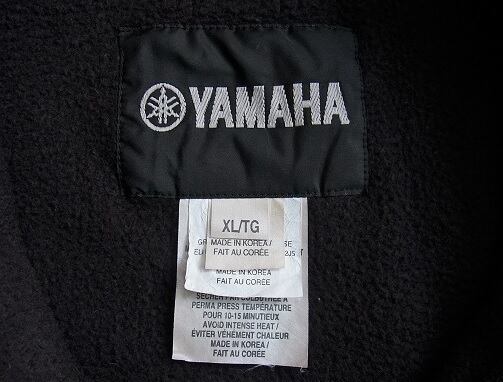 YAMAHA
XL/TG
MADE IN KOREA/
FAIT AU CORÉE
MADE IN KOREA/
FAIT AU CORÉE
PERMA PRESS TEMPÉRATURE
POUR 10-15 MINUTIEUX
AVOID INTENSE HEAT/
ÉVITER VÉHÉMENT CHALEUR
MADE IN KOREA/
FAIT AU CORÉE